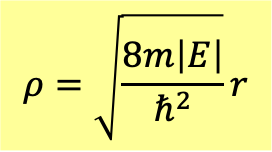 ρ = √(8m|E|/ħ²) r